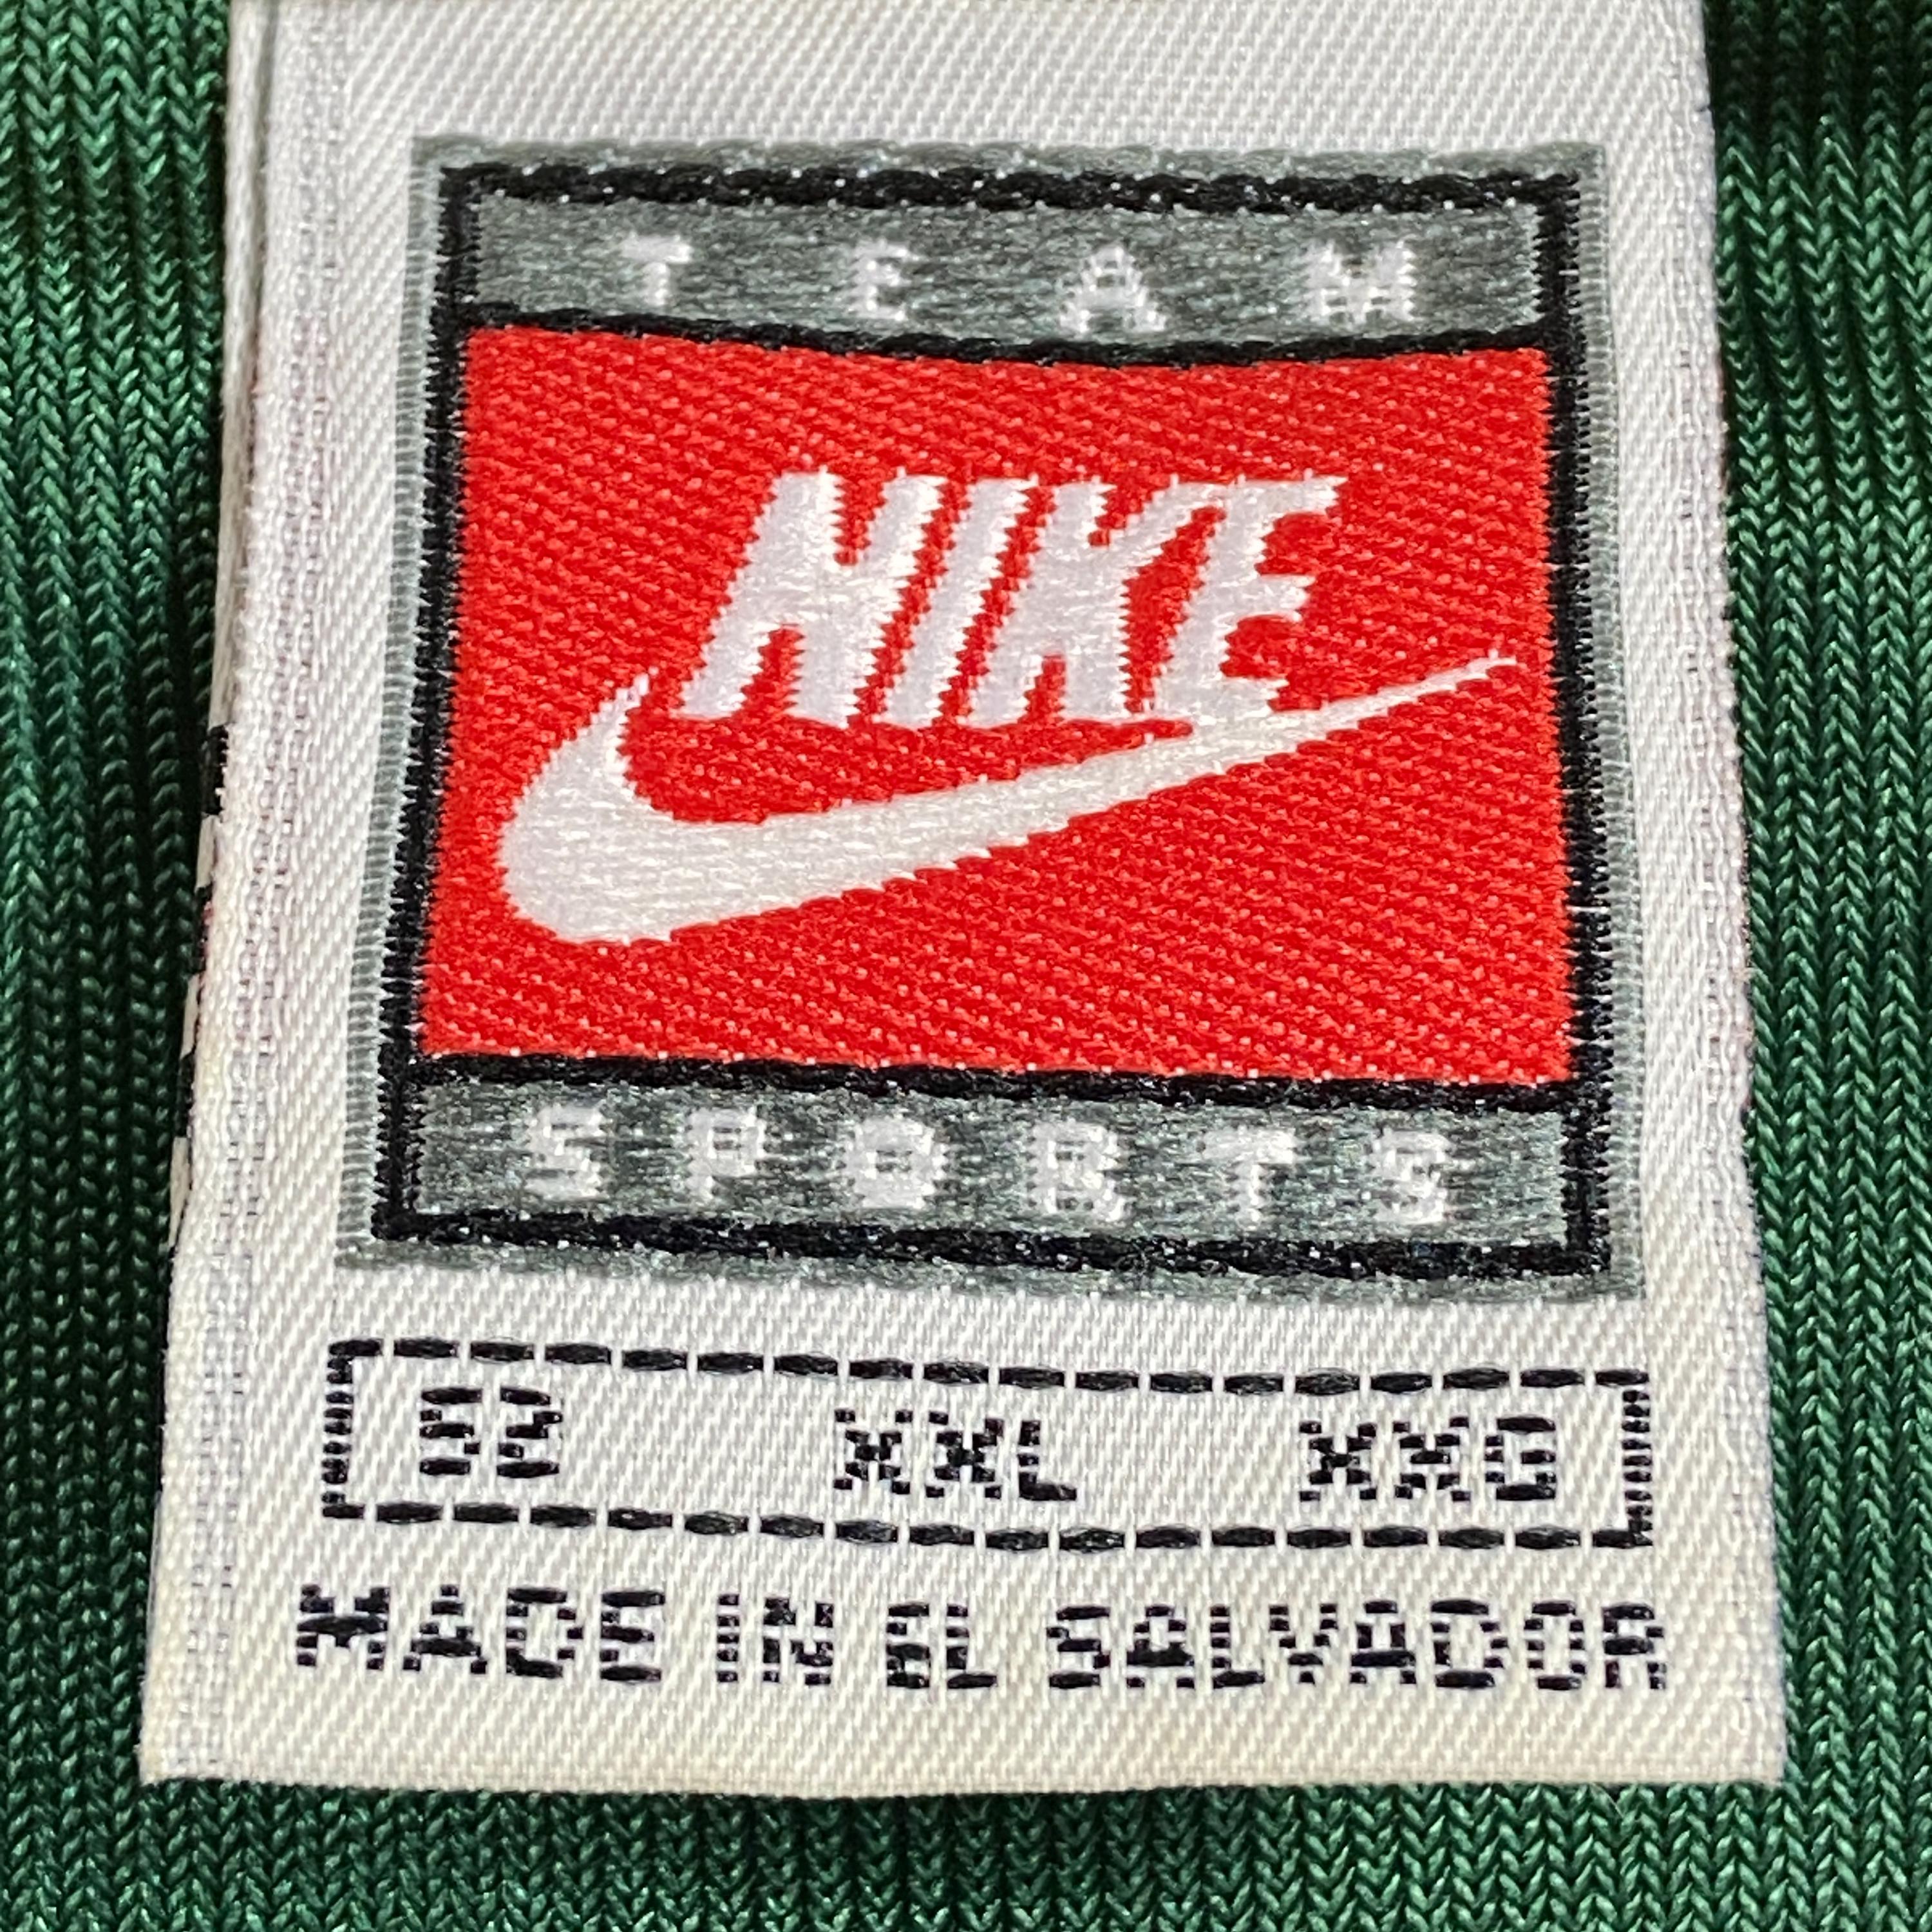 TEAM
NIKE
SPORTS
52 XXL XXG
MADE IN EL SALVADOR